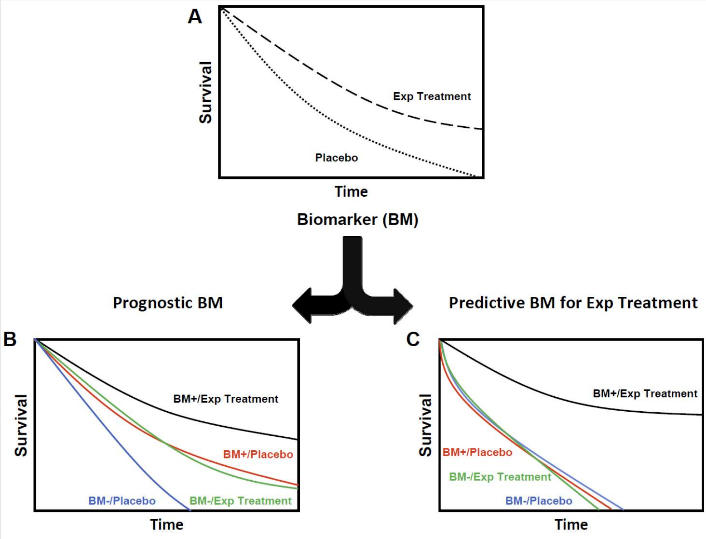 A
Survival
Exp Treatment
Placebo
Time
Biomarker (BM)
Prognostic BM
Predictive BM for Exp Treatment
B
Survival
BM+/Exp Treatment
BM+/Placebo
BM-/Placebo
BM-/Exp Treatment
Time
C
Survival
BM+/Exp Treatment
BM+/Placebo
BM-/Exp Treatment
BM-/Placebo
Time